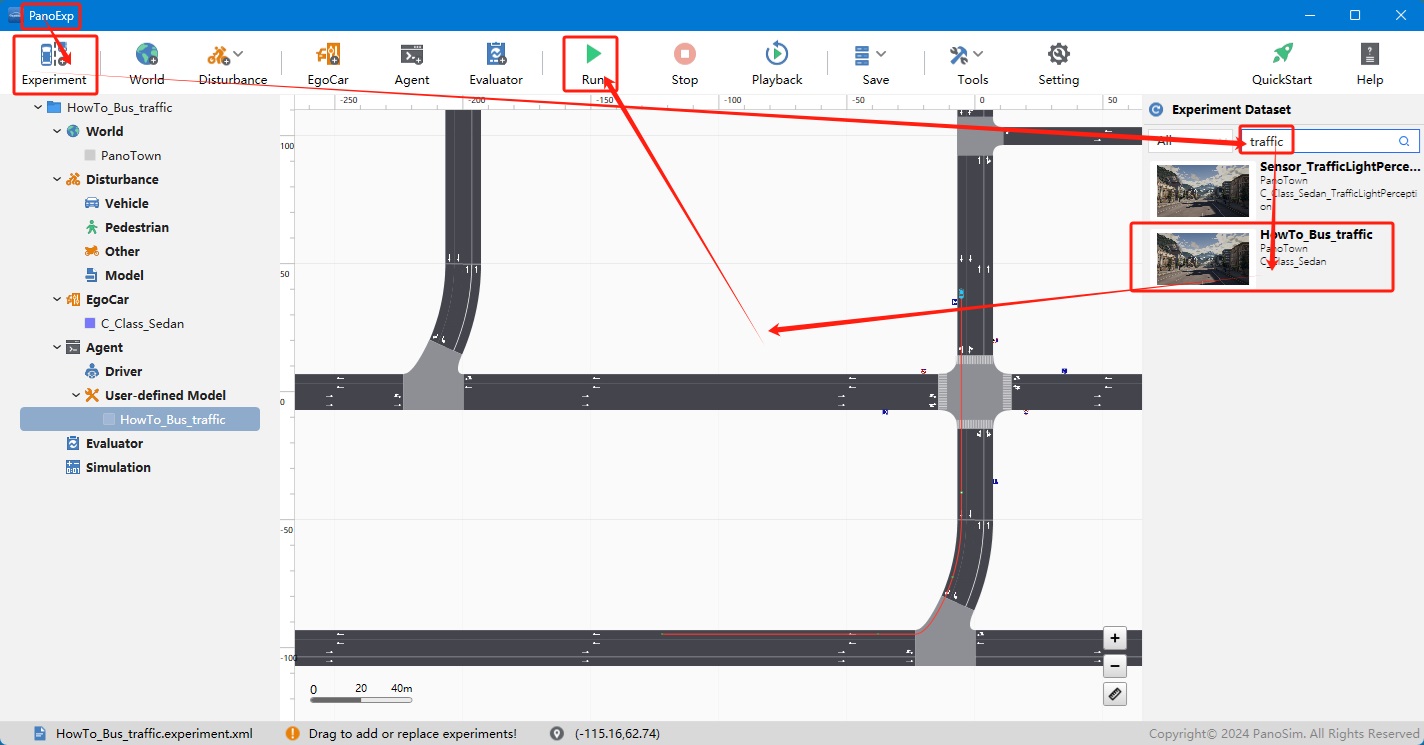 PanoExp
Experiment
World
Disturbance
EgoCar
Agent
Evaluator
Run
Stop
Playback
Save
Tools
Setting
QuickStart
Help
HowTo_Bus_traffic
World
PanoTown
Disturbance
Vehicle
Pedestrian
Other
Model
EgoCar
C_Class_Sedan
Agent
Driver
User-defined Model
HowTo_Bus_traffic
Evaluator
Simulation
-250
-200
-150
-100
-50
0
50
100
50
0
-50
-100
0 20 40m
+
−
Experiment Dataset
All
traffic
Sensor_TrafficLightPerce...
PanoTown
C_Class_Sedan_TrafficLightPercepti
on
HowTo_Bus_traffic
PanoTown
C_Class_Sedan
HowTo_Bus_traffic.experiment.xml
Drag to add or replace experiments!
(-115.16,62.74)
Copyright© 2024 PanoSim. All Rights Reserved